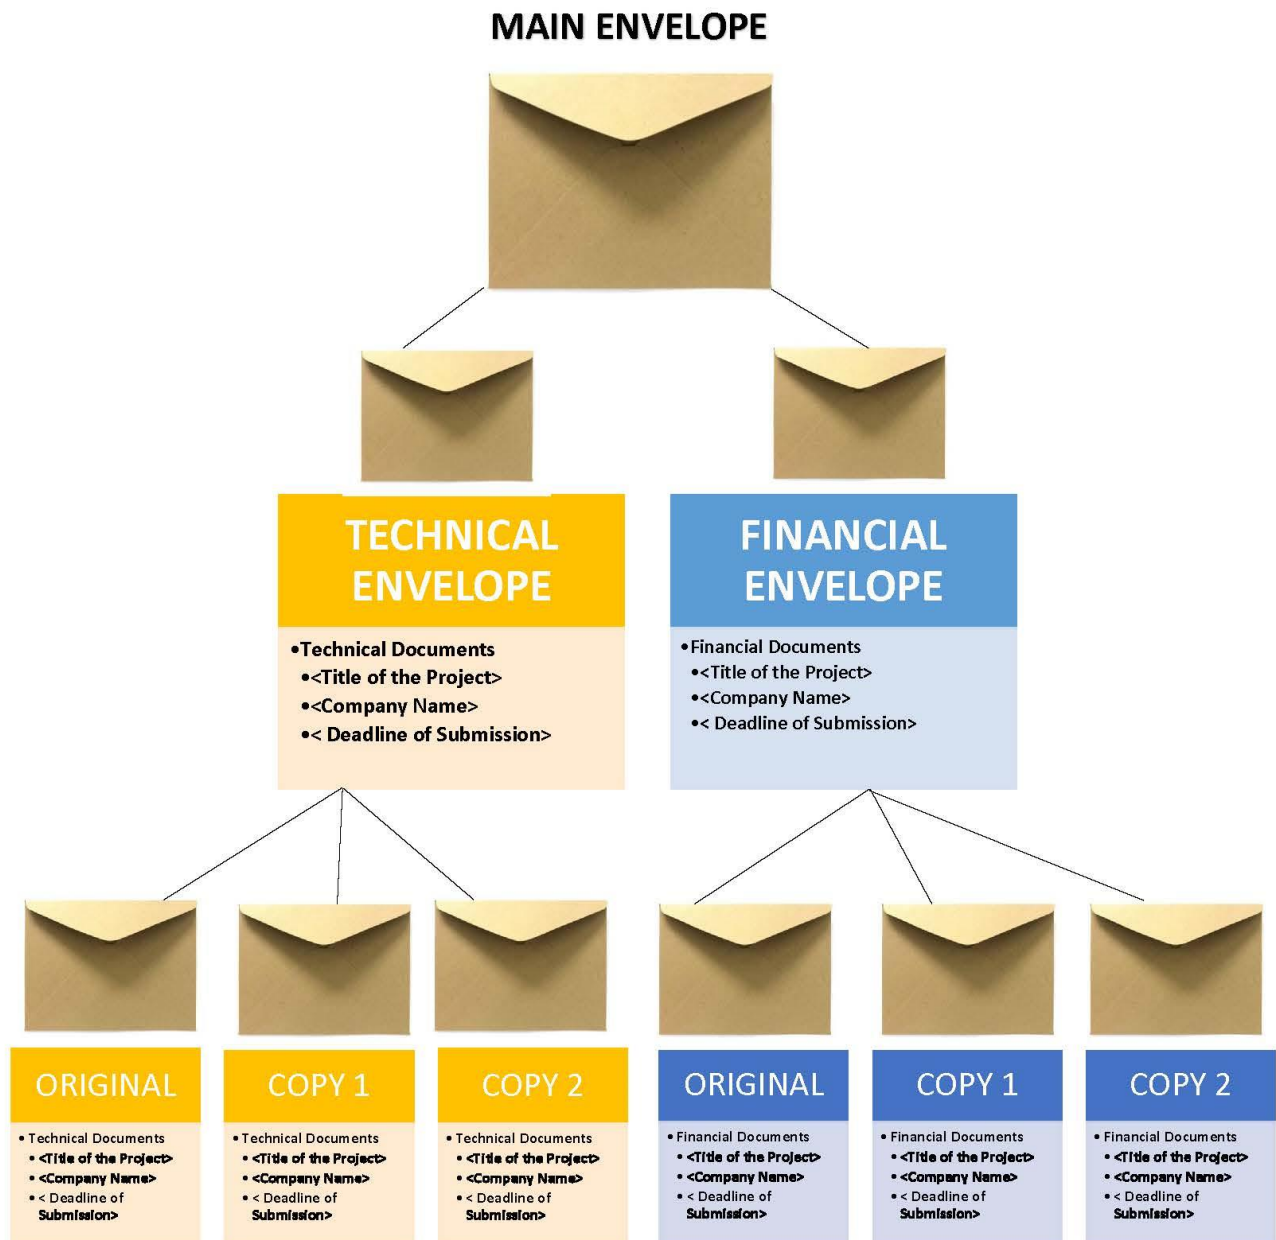 MAIN ENVELOPE
TECHNICAL
ENVELOPE
•Technical Documents
•<Title of the Project>
•<Company Name>
•< Deadline of Submission>
FINANCIAL
ENVELOPE
•Financial Documents
•<Title of the Project>
•<Company Name>
•< Deadline of Submission>
ORIGINAL
• Technical Documents
• <Title of the Project>
• <Company Name>
• < Deadline of
Submission>
COPY 1
• Technical Documents
• <Title of the Project>
• <Company Name>
• < Deadline of
Submission>
COPY 2
• Technical Documents
• <Title of the Project>
• <Company Name>
• < Deadline of
Submission>
ORIGINAL
• Financial Documents
• <Title of the Project>
• <Company Name>
• < Deadline of
Submission>
COPY 1
• Financial Documents
• <Title of the Project>
• <Company Name>
• < Deadline of
Submission>
COPY 2
• Financial Documents
• <Title of the Project>
• <Company Name>
• < Deadline of
Submission>